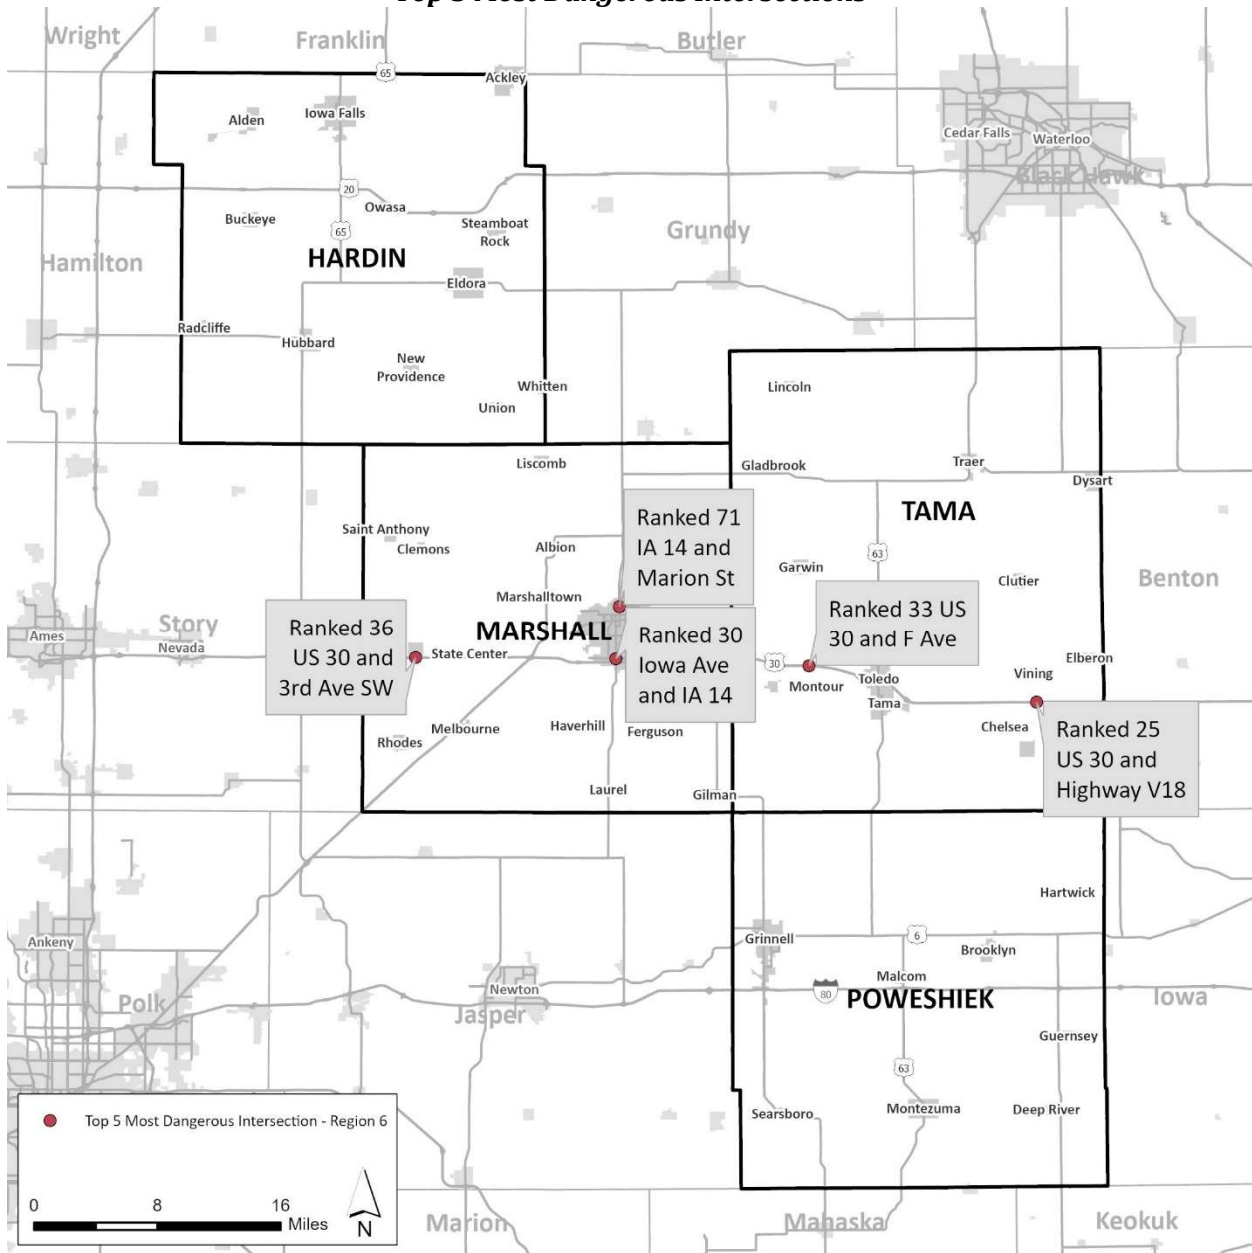 Top 5 Most Dangerous Intersections
Wright
Franklin
Butler
65
Ackley
Alden
Iowa Falls
Cedar Falls
Waterloo
Black Hawk
20
Owasa
Buckeye
65
Steamboat
Rock
Grundy
HARDIN
Hamilton
Eldora
Radcliffe
Hubbard
New
Providence
Whitten
Union
Lincoln
Liscomb
Gladbrook
Traer
Dysart
Ranked 71
IA 14 and
Marion St
TAMA
Saint Anthony
Clemons
Albion
63
Garwin
Clutier
Benton
Marshalltown
Ranked 33 US
30 and F Ave
Ranked 36
US 30 and
3rd Ave SW
Story
Ames
Nevada
MARSHALL
Ranked 30
Iowa Ave
and IA 14
State Center
30
Montour
Toledo
Tama
Elberon
Vining
Chelsea
Ranked 25
US 30 and
Highway V18
Melbourne
Rhodes
Haverhill
Ferguson
Laurel
Gilman
Hartwick
Ankeny
Grinnell
6
Brooklyn
Malcom
Newton
Polk
Jasper
80
POWESHIEK
Iowa
Guernsey
63
Searsboro
Montezuma
Deep River
Top 5 Most Dangerous Intersection - Region 6
0 8 16
Miles
N
Marion
Mahaska
Keokuk